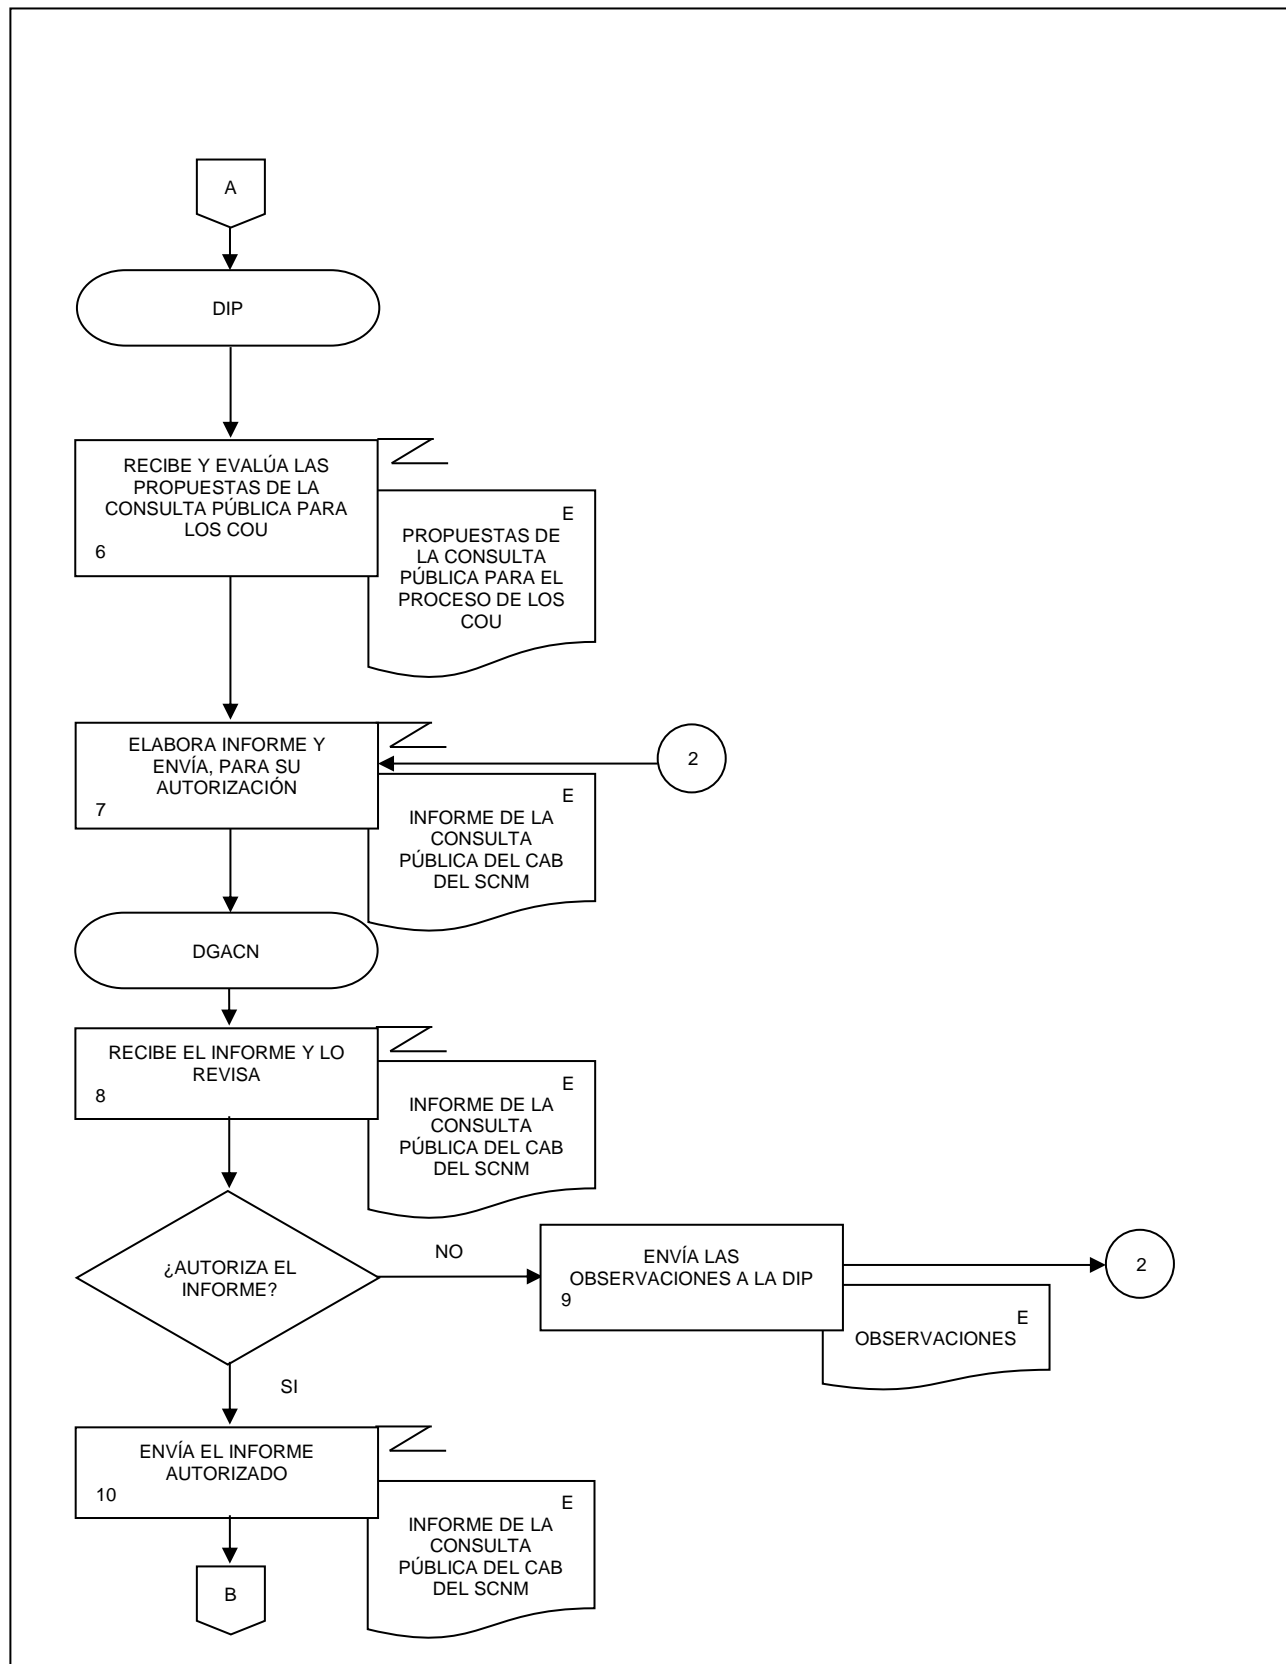 A
DIP
RECIBE Y EVALÚA LAS
PROPUESTAS DE LA
CONSULTA PÚBLICA PARA
LOS COU
6
E
PROPUESTAS DE
LA CONSULTA
PÚBLICA PARA EL
PROCESO DE LOS
COU
ELABORA INFORME Y
ENVÍA, PARA SU
AUTORIZACIÓN
7
2
E
INFORME DE LA
CONSULTA
PÚBLICA DEL CAB
DEL SCNM
DGACN
RECIBE EL INFORME Y LO
REVISA
8
E
INFORME DE LA
CONSULTA
PÚBLICA DEL CAB
DEL SCNM
¿AUTORIZA EL
INFORME?
NO
ENVÍA LAS
OBSERVACIONES A LA DIP
9
2
E
OBSERVACIONES
SI
ENVÍA EL INFORME
AUTORIZADO
10
E
INFORME DE LA
CONSULTA
PÚBLICA DEL CAB
DEL SCNM
B